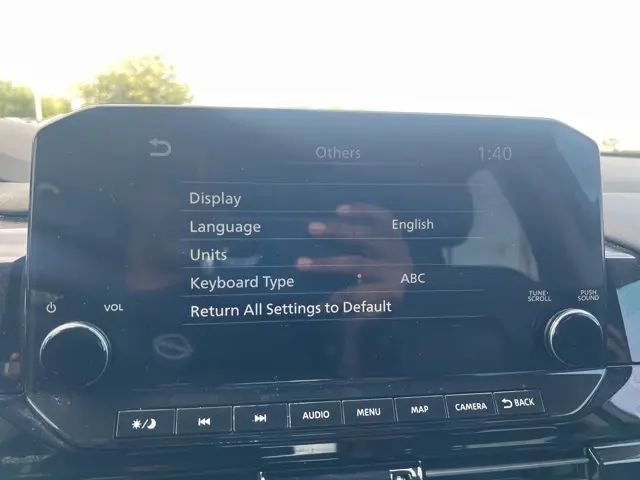 Others 1:40
Display
Language English
Units
Keyboard Type ABC
Return All Settings to Default
VOL
TUNE·
SCROLL
PUSH
SOUND
AUDIO MENU MAP CAMERA BACK